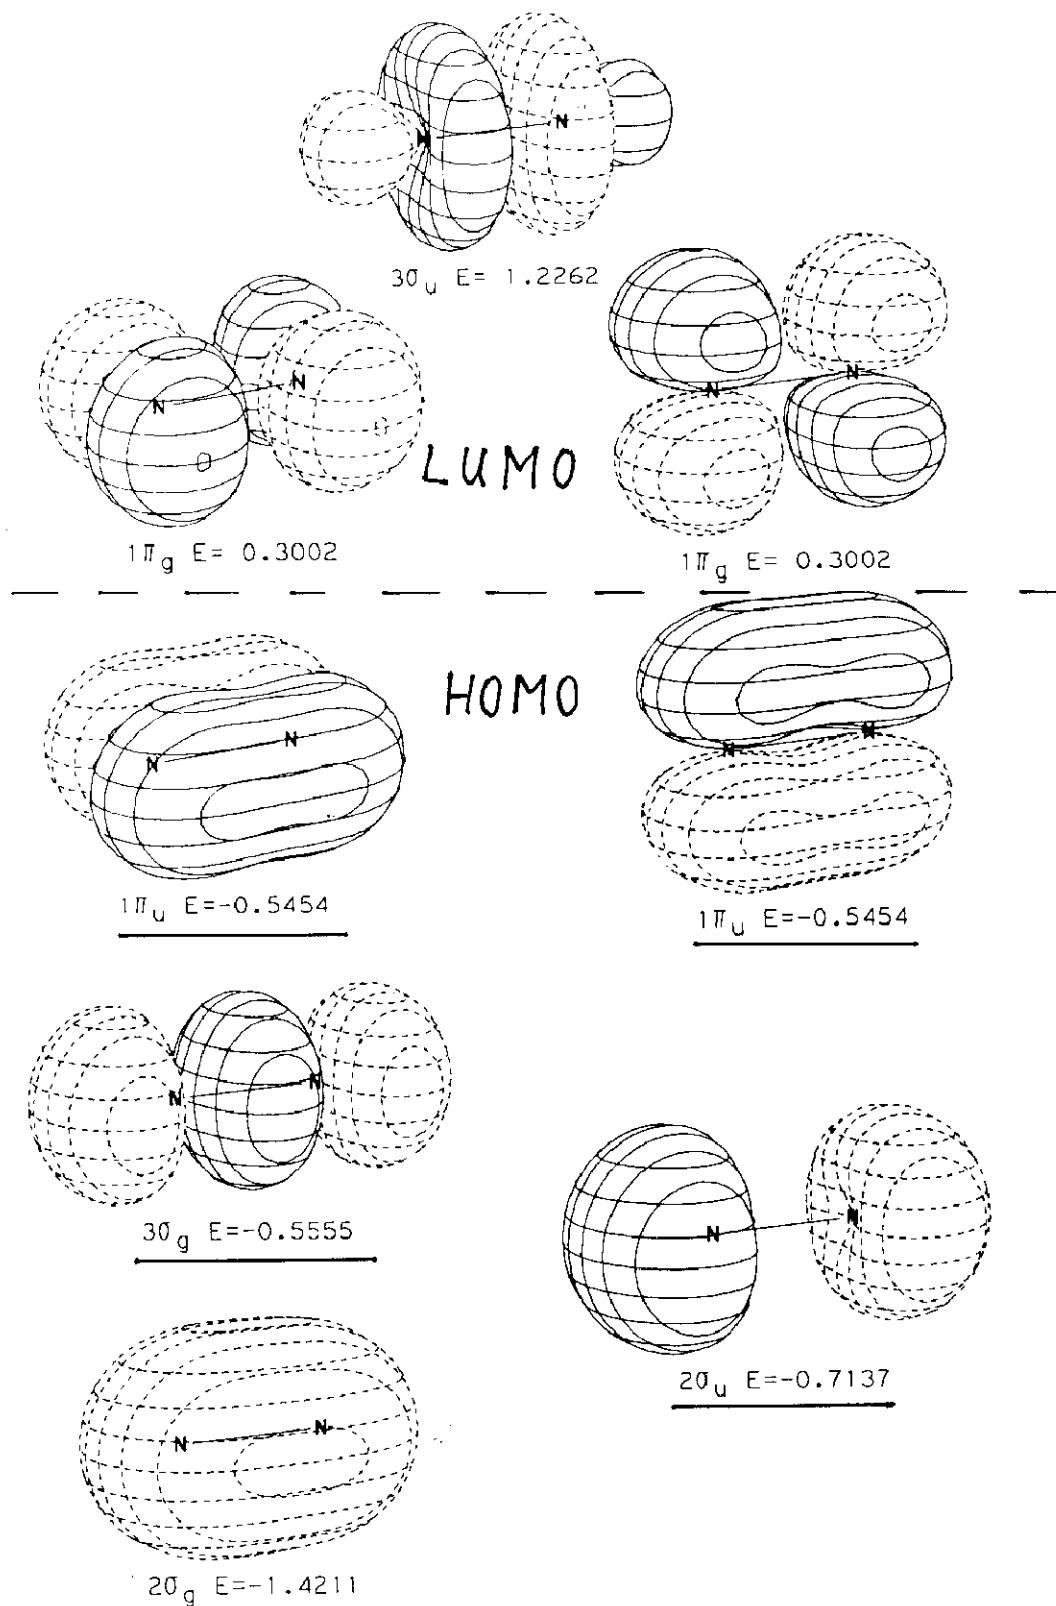 N N
3σu E= 1.2262
N N
N N
LUMO
1πg E= 0.3002
1πg E= 0.3002
HOMO
N N
N N
1πu E=-0.5454
1πu E=-0.5454
N N
3σg E=-0.5555
N N
2σu E=-0.7137
N N
2σg E=-1.4211